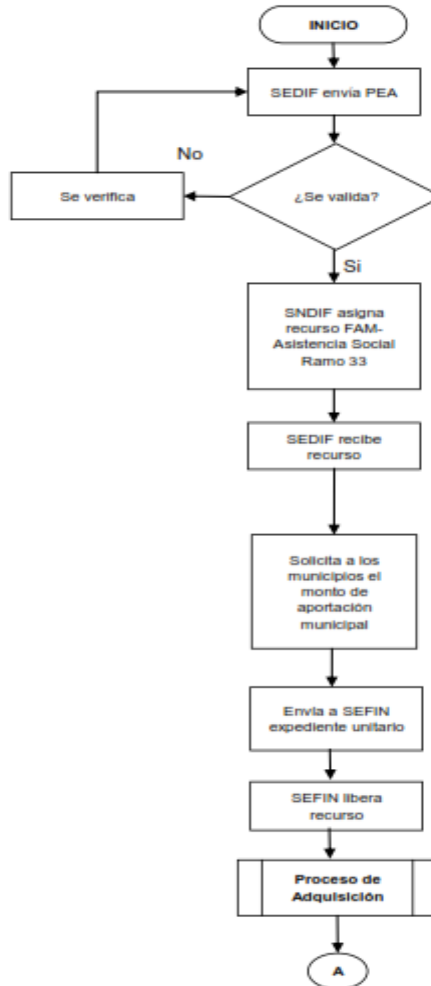 INICIO
SEDIF envía PEA
No
Se verifica
¿Se valida?
Si
SNDIF asigna
recurso FAM-
Asistencia Social
Ramo 33
SEDIF recibe
recurso
Solicita a los
municipios el
monto de
aportación
municipal
Envía a SEFIN
expediente unitario
SEFIN libera
recurso
Proceso de
Adquisición
A